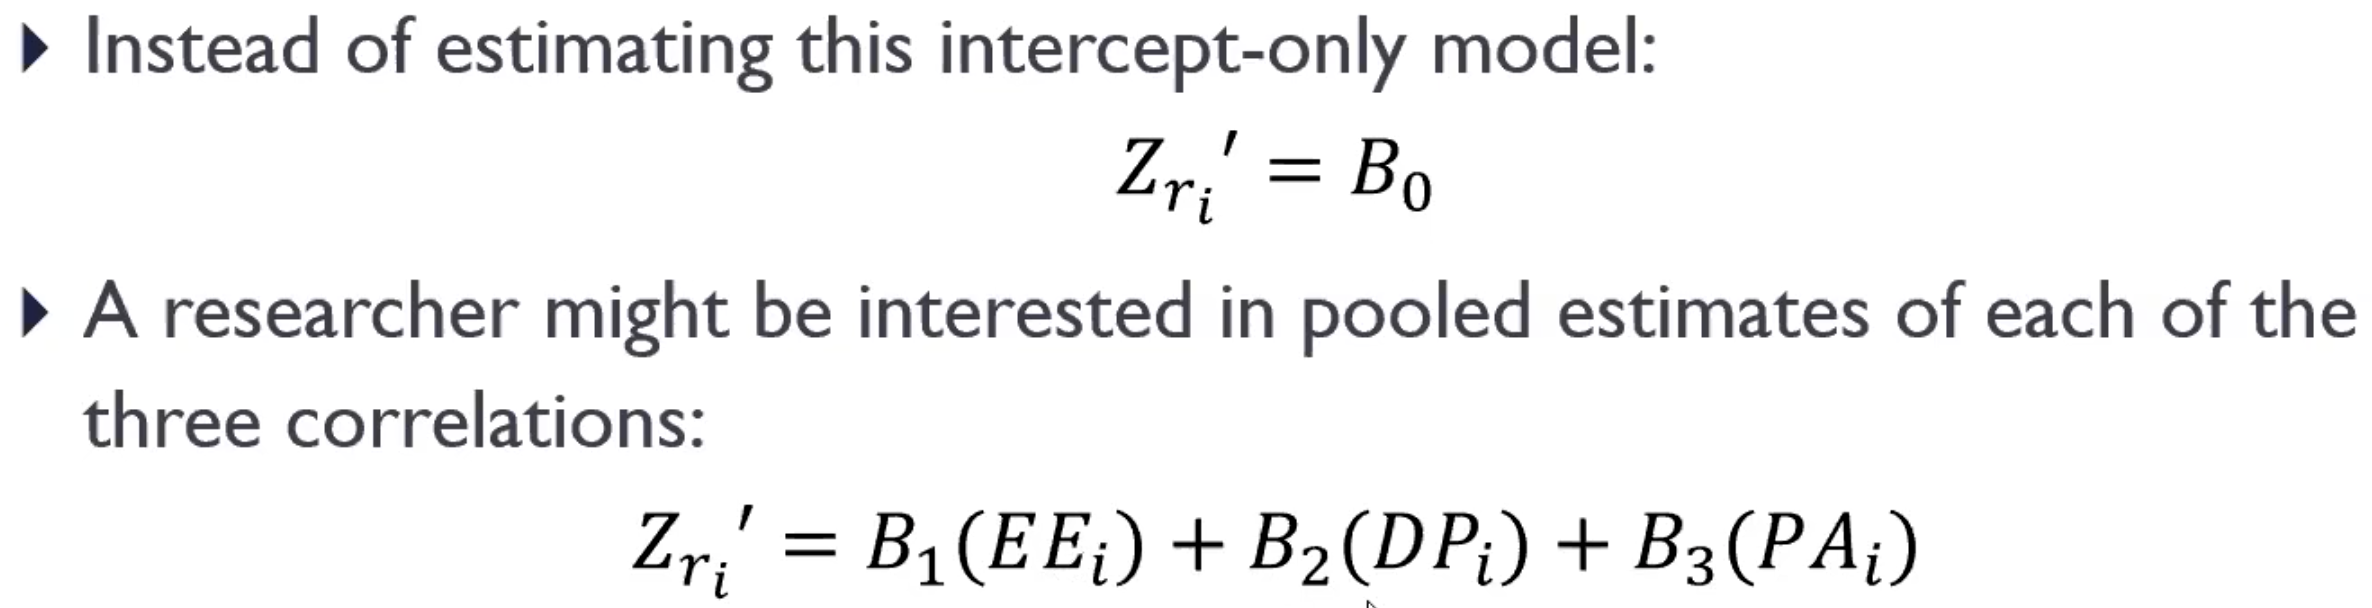 Instead of estimating this intercept-only model:
Z_{r_i}' = B_0
A researcher might be interested in pooled estimates of each of the
three correlations:
Z_{r_i}' = B_1(EE_i) + B_2(DP_i) + B_3(PA_i)